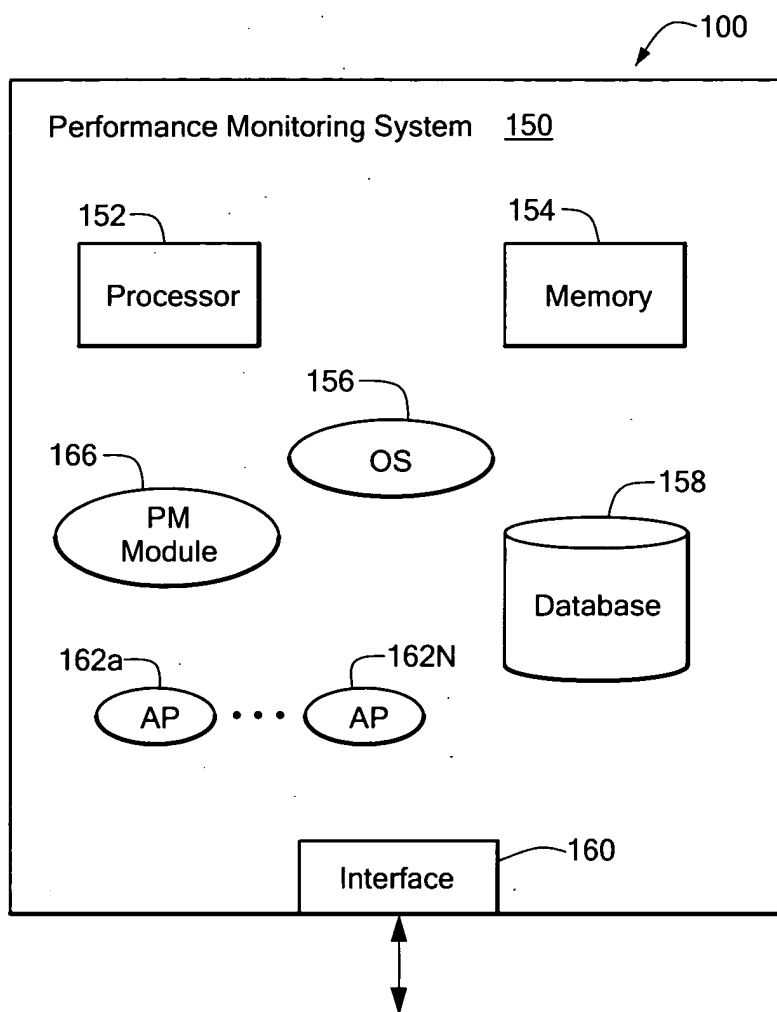 100
Performance Monitoring System 150
152
154
Processor
Memory
156
OS
166
PM
Module
158
Database
162a
162N
AP
AP
160
Interface